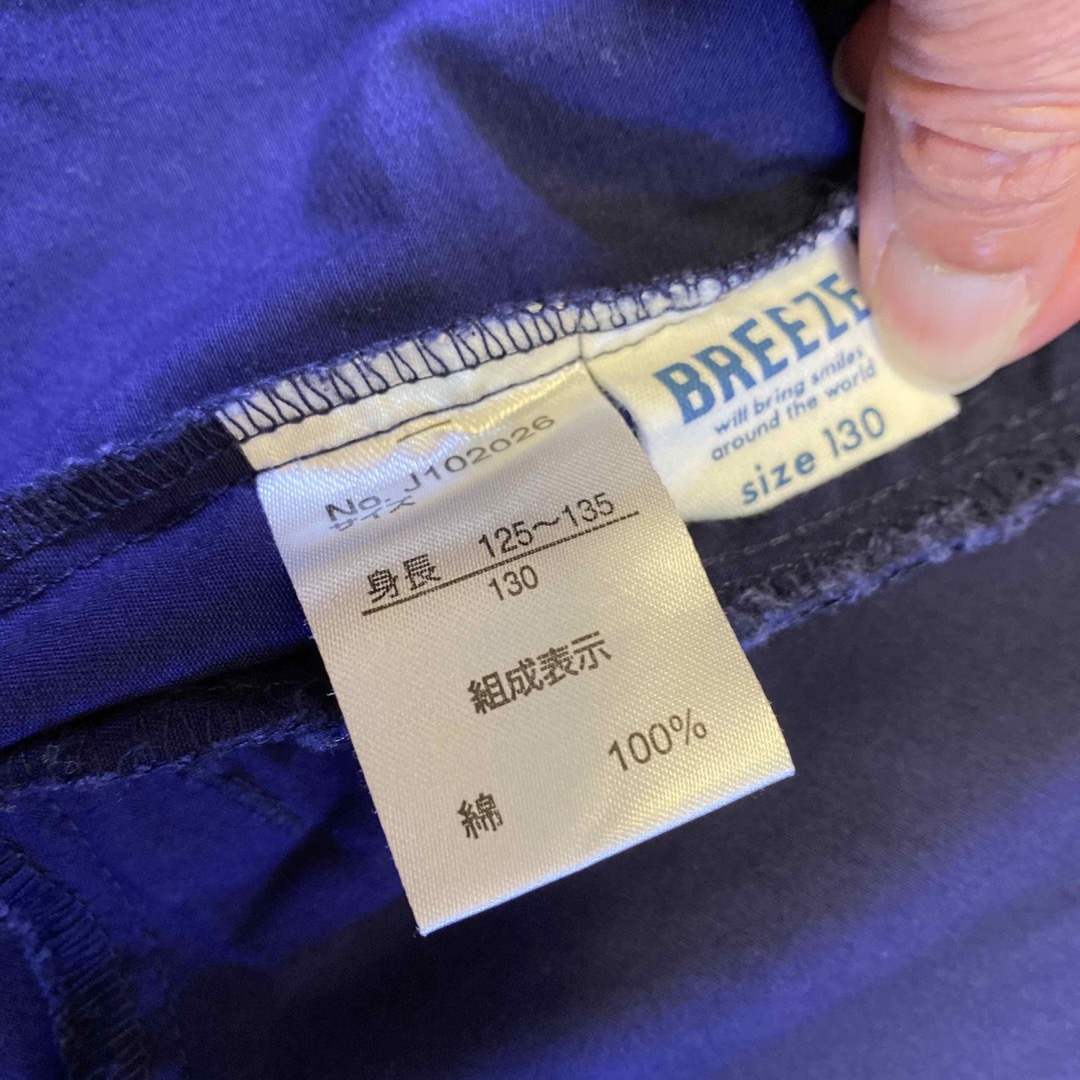 No. J102026
サイズ
身長 125〜135
130
組成表示
綿 100%
BREEZE
will bring smiles
around the world
size 130